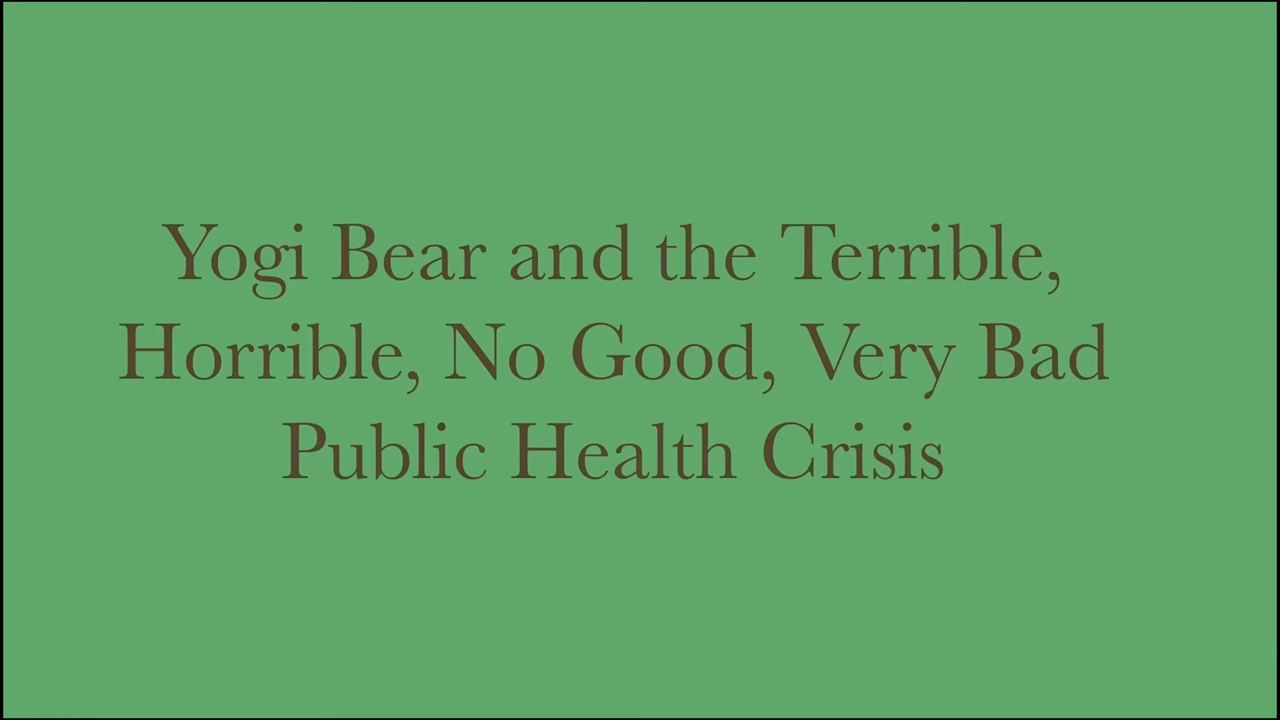 Yogi Bear and the Terrible,
Horrible, No Good, Very Bad
Public Health Crisis